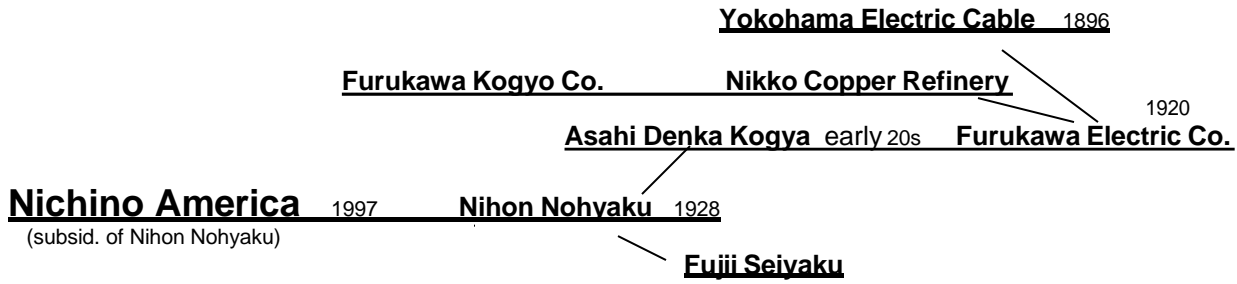 Yokohama Electric Cable 1896
Furukawa Kogyo Co. Nikko Copper Refinery
1920
Asahi Denka Kogya early 20s Furukawa Electric Co.
Nichino America 1997 Nihon Nohyaku 1928
(subsid. of Nihon Nohyaku)
Fujii Seiyaku